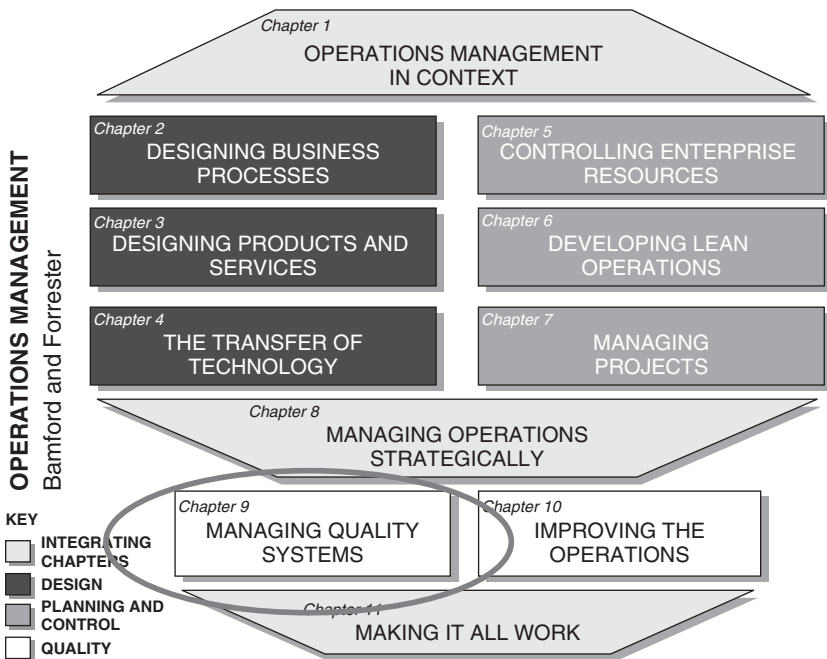 Chapter 1
OPERATIONS MANAGEMENT
IN CONTEXT
Chapter 2
DESIGNING BUSINESS
PROCESSES
Chapter 5
CONTROLLING ENTERPRISE
RESOURCES
Chapter 3
DESIGNING PRODUCTS AND
SERVICES
Chapter 6
DEVELOPING LEAN
OPERATIONS
Chapter 4
THE TRANSFER OF
TECHNOLOGY
Chapter 7
MANAGING
PROJECTS
Chapter 8
MANAGING OPERATIONS
STRATEGICALLY
Chapter 9
MANAGING QUALITY
SYSTEMS
Chapter 10
IMPROVING THE
OPERATIONS
Chapter 11
MAKING IT ALL WORK
OPERATIONS MANAGEMENT
Bamford and Forrester
KEY
INTEGRATING
CHAPTERS
DESIGN
PLANNING AND
CONTROL
QUALITY